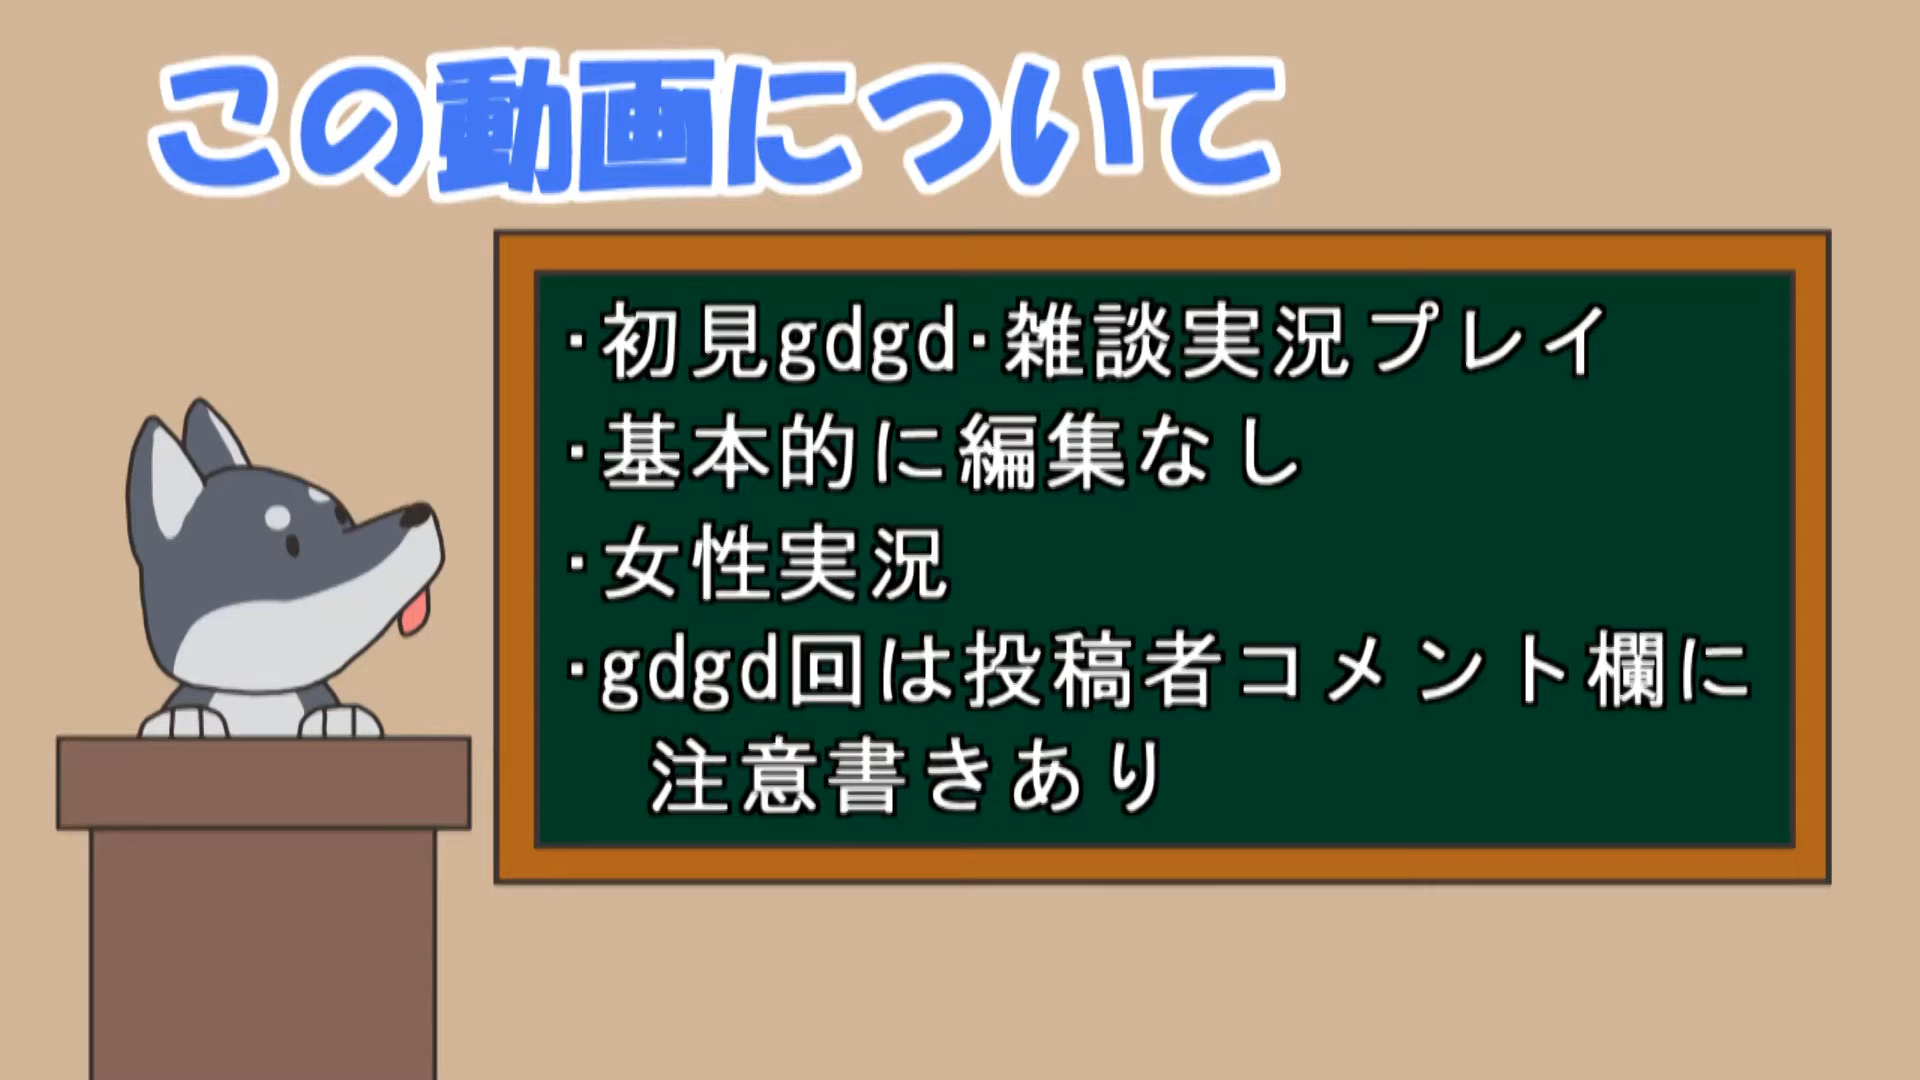 この動画について
・初見gdgd・雑談実況プレイ
・基本的に編集なし
・女性実況
・gdgd回は投稿者コメント欄に
注意書きあり